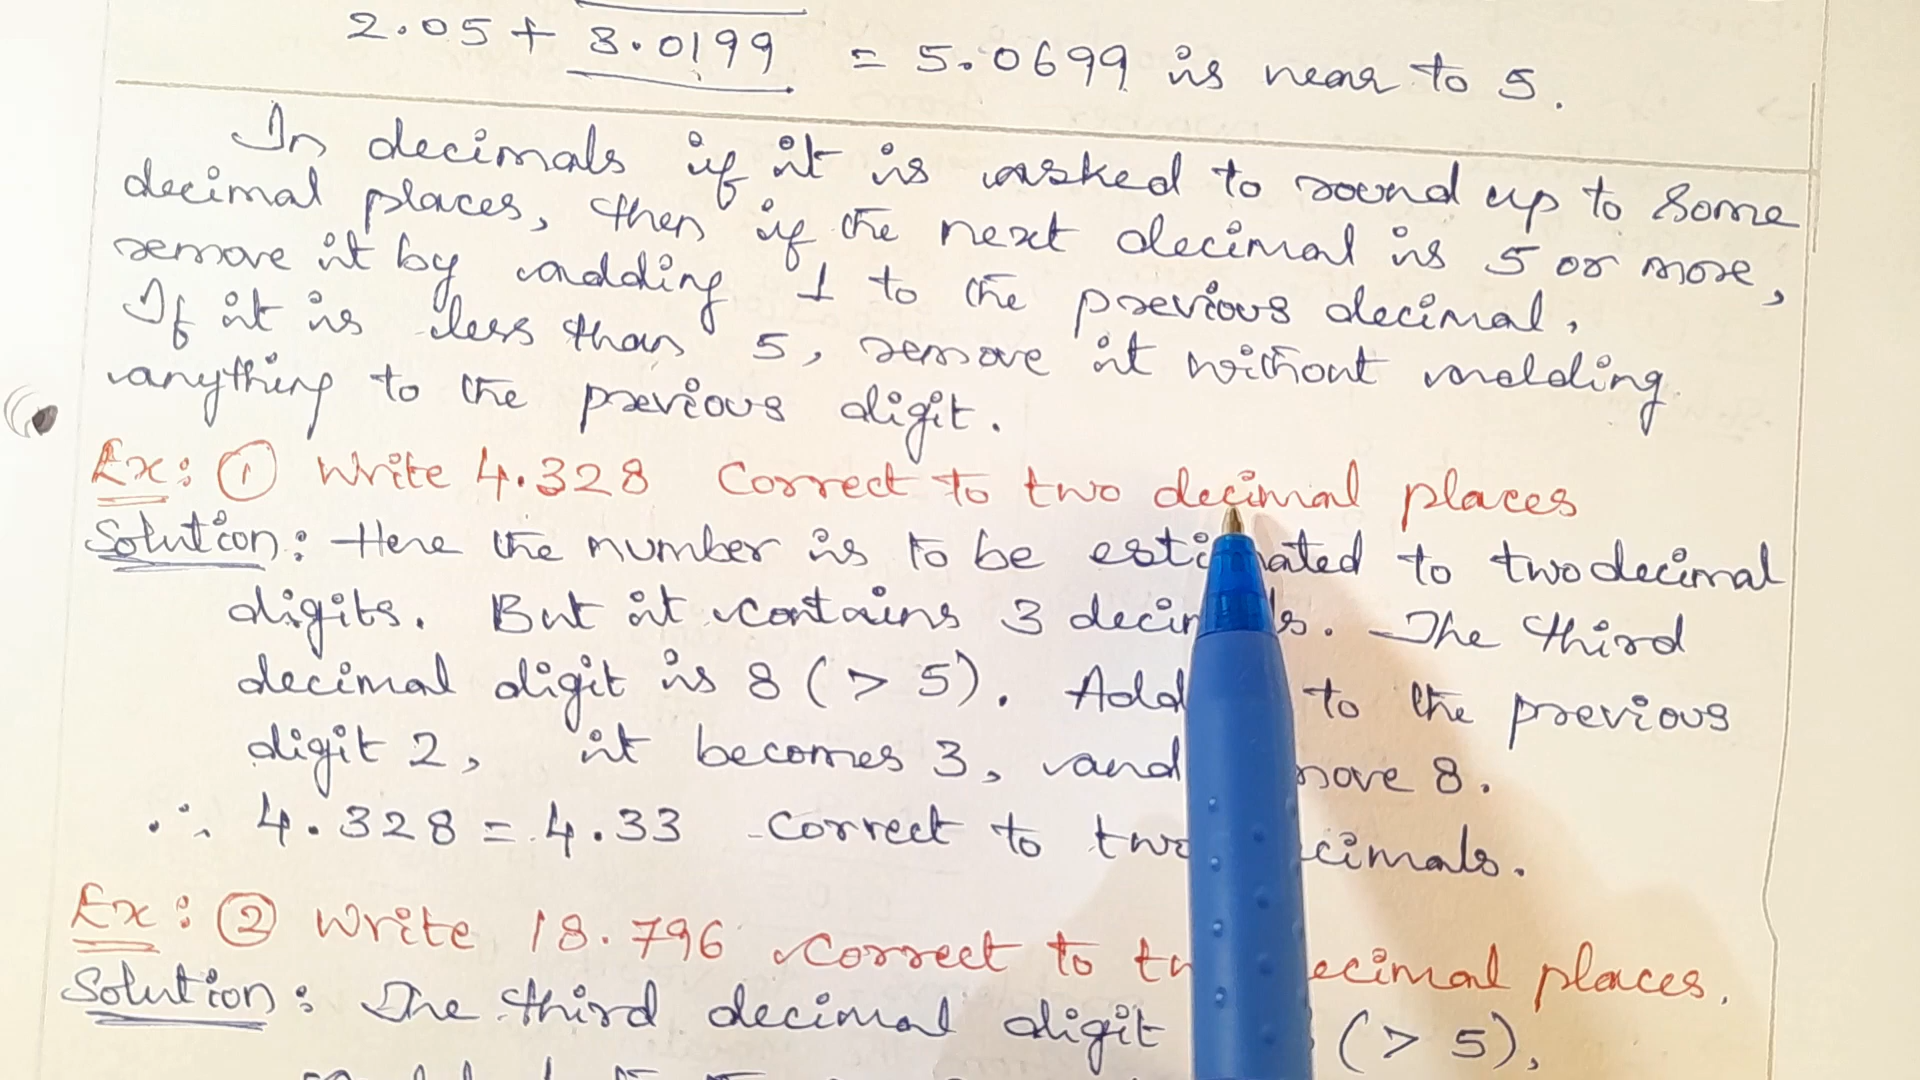 2.05 + 3.0199 = 5.0699 is near to 5.
In decimals if it is asked to round up to some
decimal places, then if the next decimal is 5 or more,
remove it by adding 1 to the previous decimal.
If it is less than 5, remove it without adding
anything to the previous digit.
Ex: ① Write 4.328 correct to two decimal places
Solution: Here the number is to be estimated to two decimal
digits. But it contains 3 decimals. The third
decimal digit is 8 (> 5). Add to the previous
digit 2, it becomes 3, and remove 8.
∴ 4.328 = 4.33 correct to two decimals.
Ex: ② Write 18.796 correct to two decimal places.
Solution: The third decimal digit (> 5),